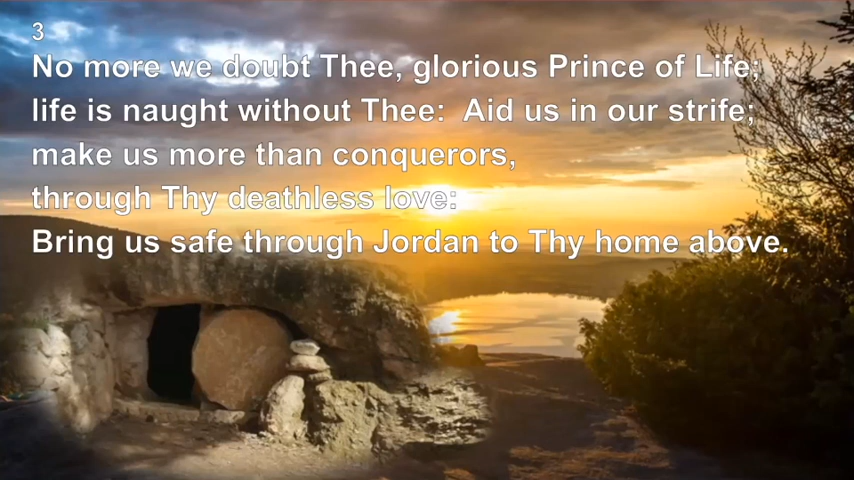 3
No more we doubt Thee, glorious Prince of Life;
life is naught without Thee:  Aid us in our strife;
make us more than conquerors,
through Thy deathless love:
Bring us safe through Jordan to Thy home above.